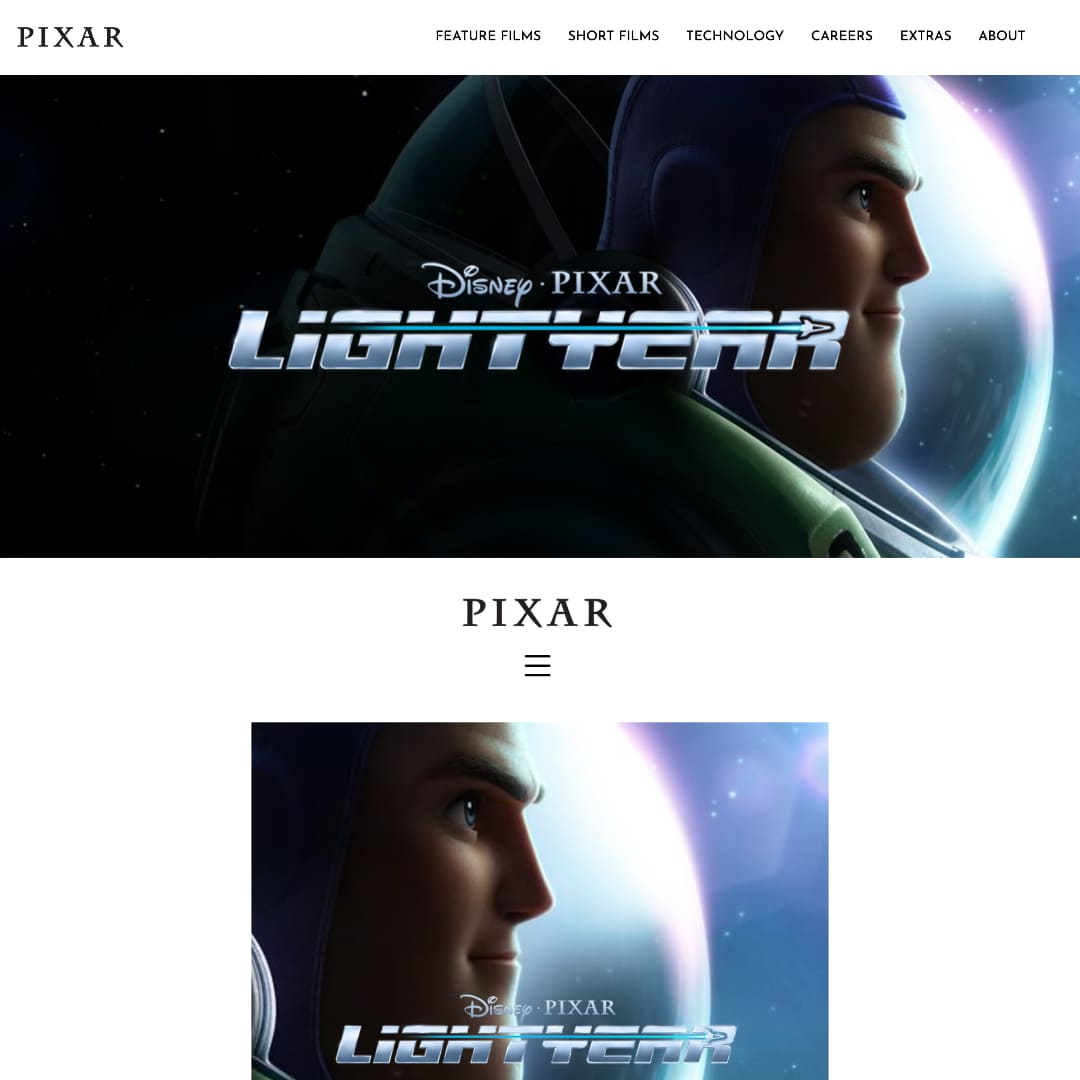 PIXAR
FEATURE FILMS SHORT FILMS TECHNOLOGY CAREERS EXTRAS ABOUT
Disney · PIXAR
LiGHTYEAR
PIXAR
Disney · PIXAR
LiGHTYEAR